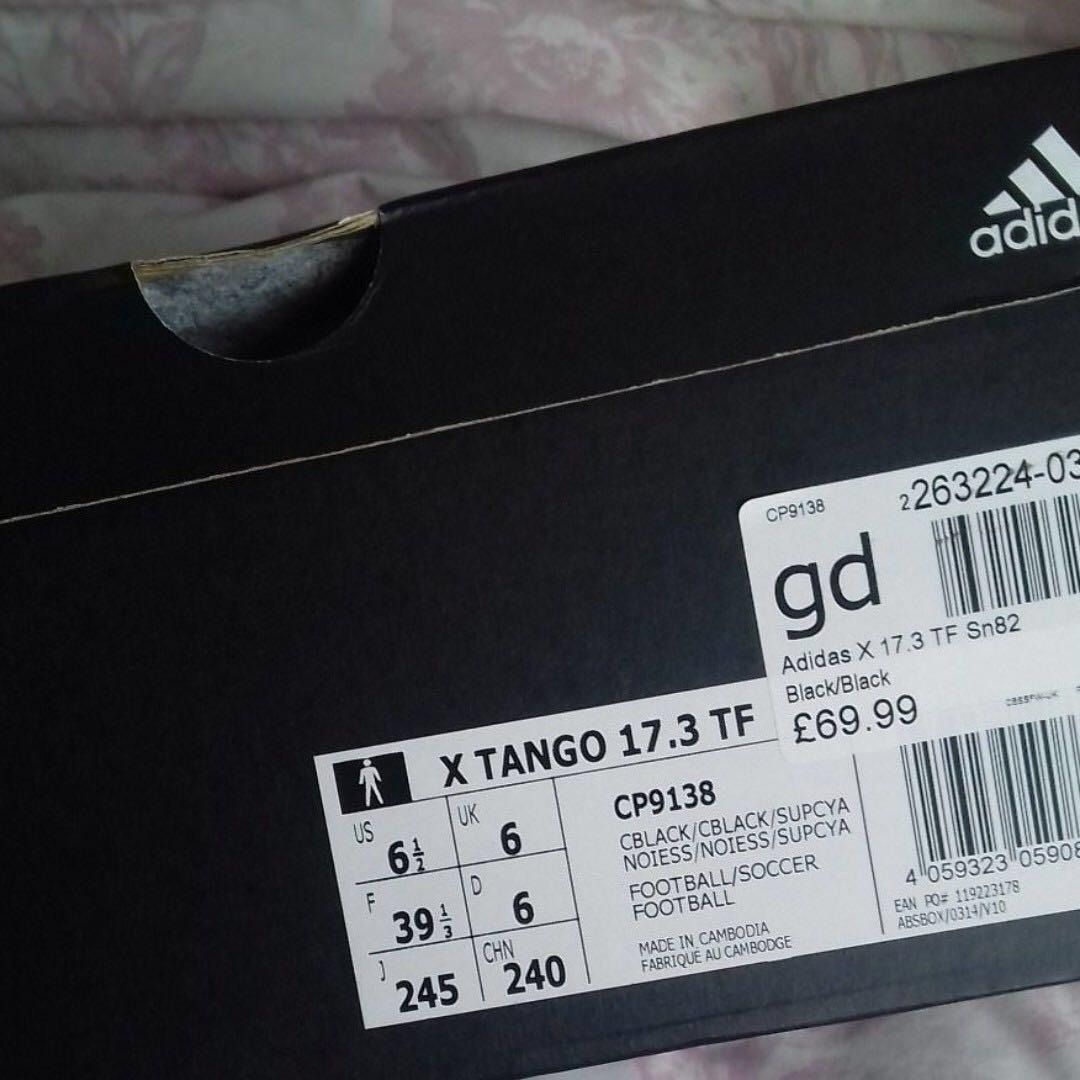 adid
CP9138
2263224-03
gd
Adidas X 17.3 TF Sn82
Black/Black
£69.99
X TANGO 17.3 TF
US 6½ UK 6
F 39⅓ D 6
J 245 CHN 240
CP9138
CBLACK/CBLACK/SUPCYA
NOIESS/NOIESS/SUPCYA
FOOTBALL/SOCCER
FOOTBALL
MADE IN CAMBODIA
FABRIQUÉ AU CAMBODGE
4 059323 05908
EAN PO# 119223178
ABSBOX/0314/V10